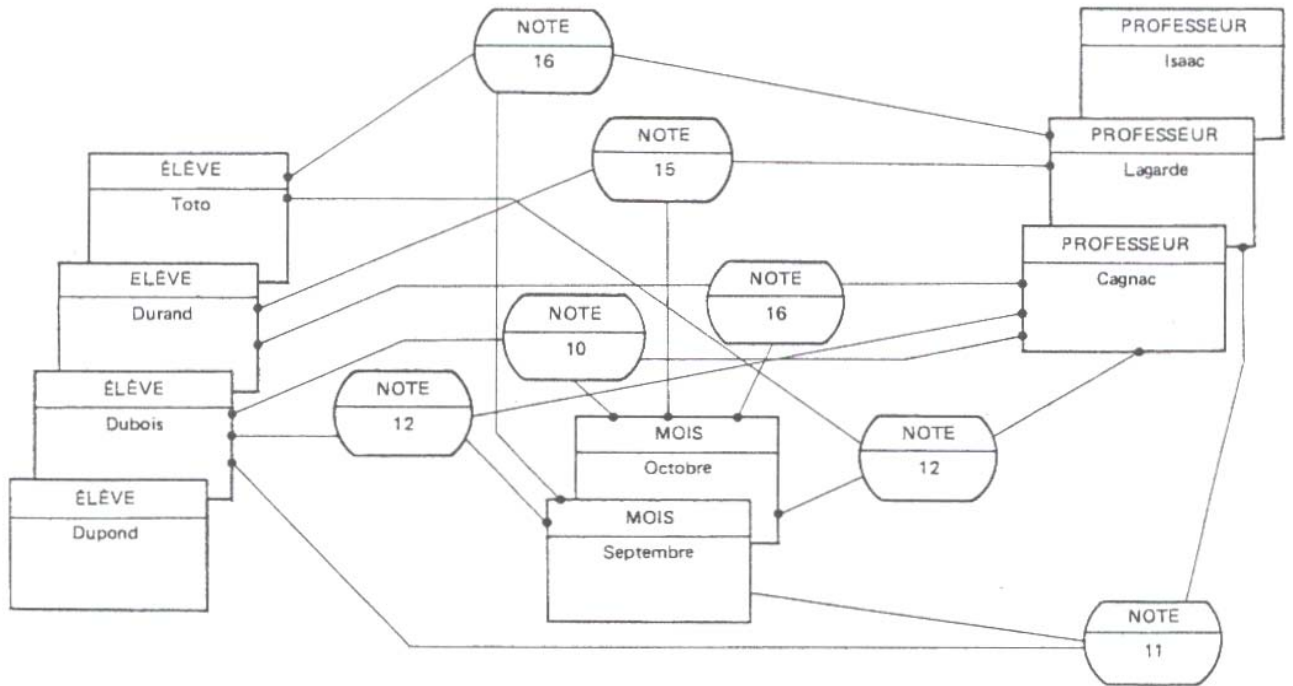 NOTE
16
PROFESSEUR
Isaac
NOTE
15
PROFESSEUR
Lagarde
ÉLÈVE
Toto
PROFESSEUR
Cagnac
ELÈVE
Durand
NOTE
16
NOTE
10
ÉLÈVE
Dubois
NOTE
12
MOIS
Octobre
NOTE
12
ÉLÈVE
Dupond
MOIS
Septembre
NOTE
11